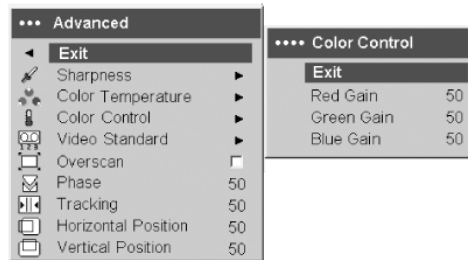 ••• Advanced
Exit
Sharpness
Color Temperature
Color Control
Video Standard
Overscan
Phase 50
Tracking 50
Horizontal Position 50
Vertical Position 50
•••• Color Control
Exit
Red Gain 50
Green Gain 50
Blue Gain 50